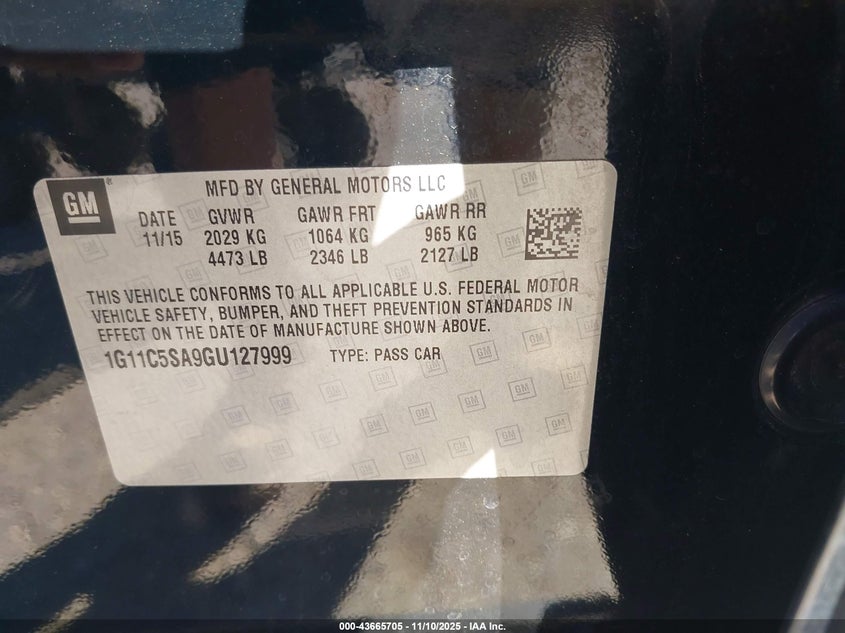 GM
MFD BY GENERAL MOTORS LLC
DATE GVWR GAWR FRT GAWR RR
11/15 2029 KG 1064 KG 965 KG
4473 LB 2346 LB 2127 LB
THIS VEHICLE CONFORMS TO ALL APPLICABLE U.S. FEDERAL MOTOR
VEHICLE SAFETY, BUMPER, AND THEFT PREVENTION STANDARDS IN
EFFECT ON THE DATE OF MANUFACTURE SHOWN ABOVE.
1G11C5SA9GU127999 TYPE: PASS CAR
000-43665705 - 11/10/2025 - IAA Inc.